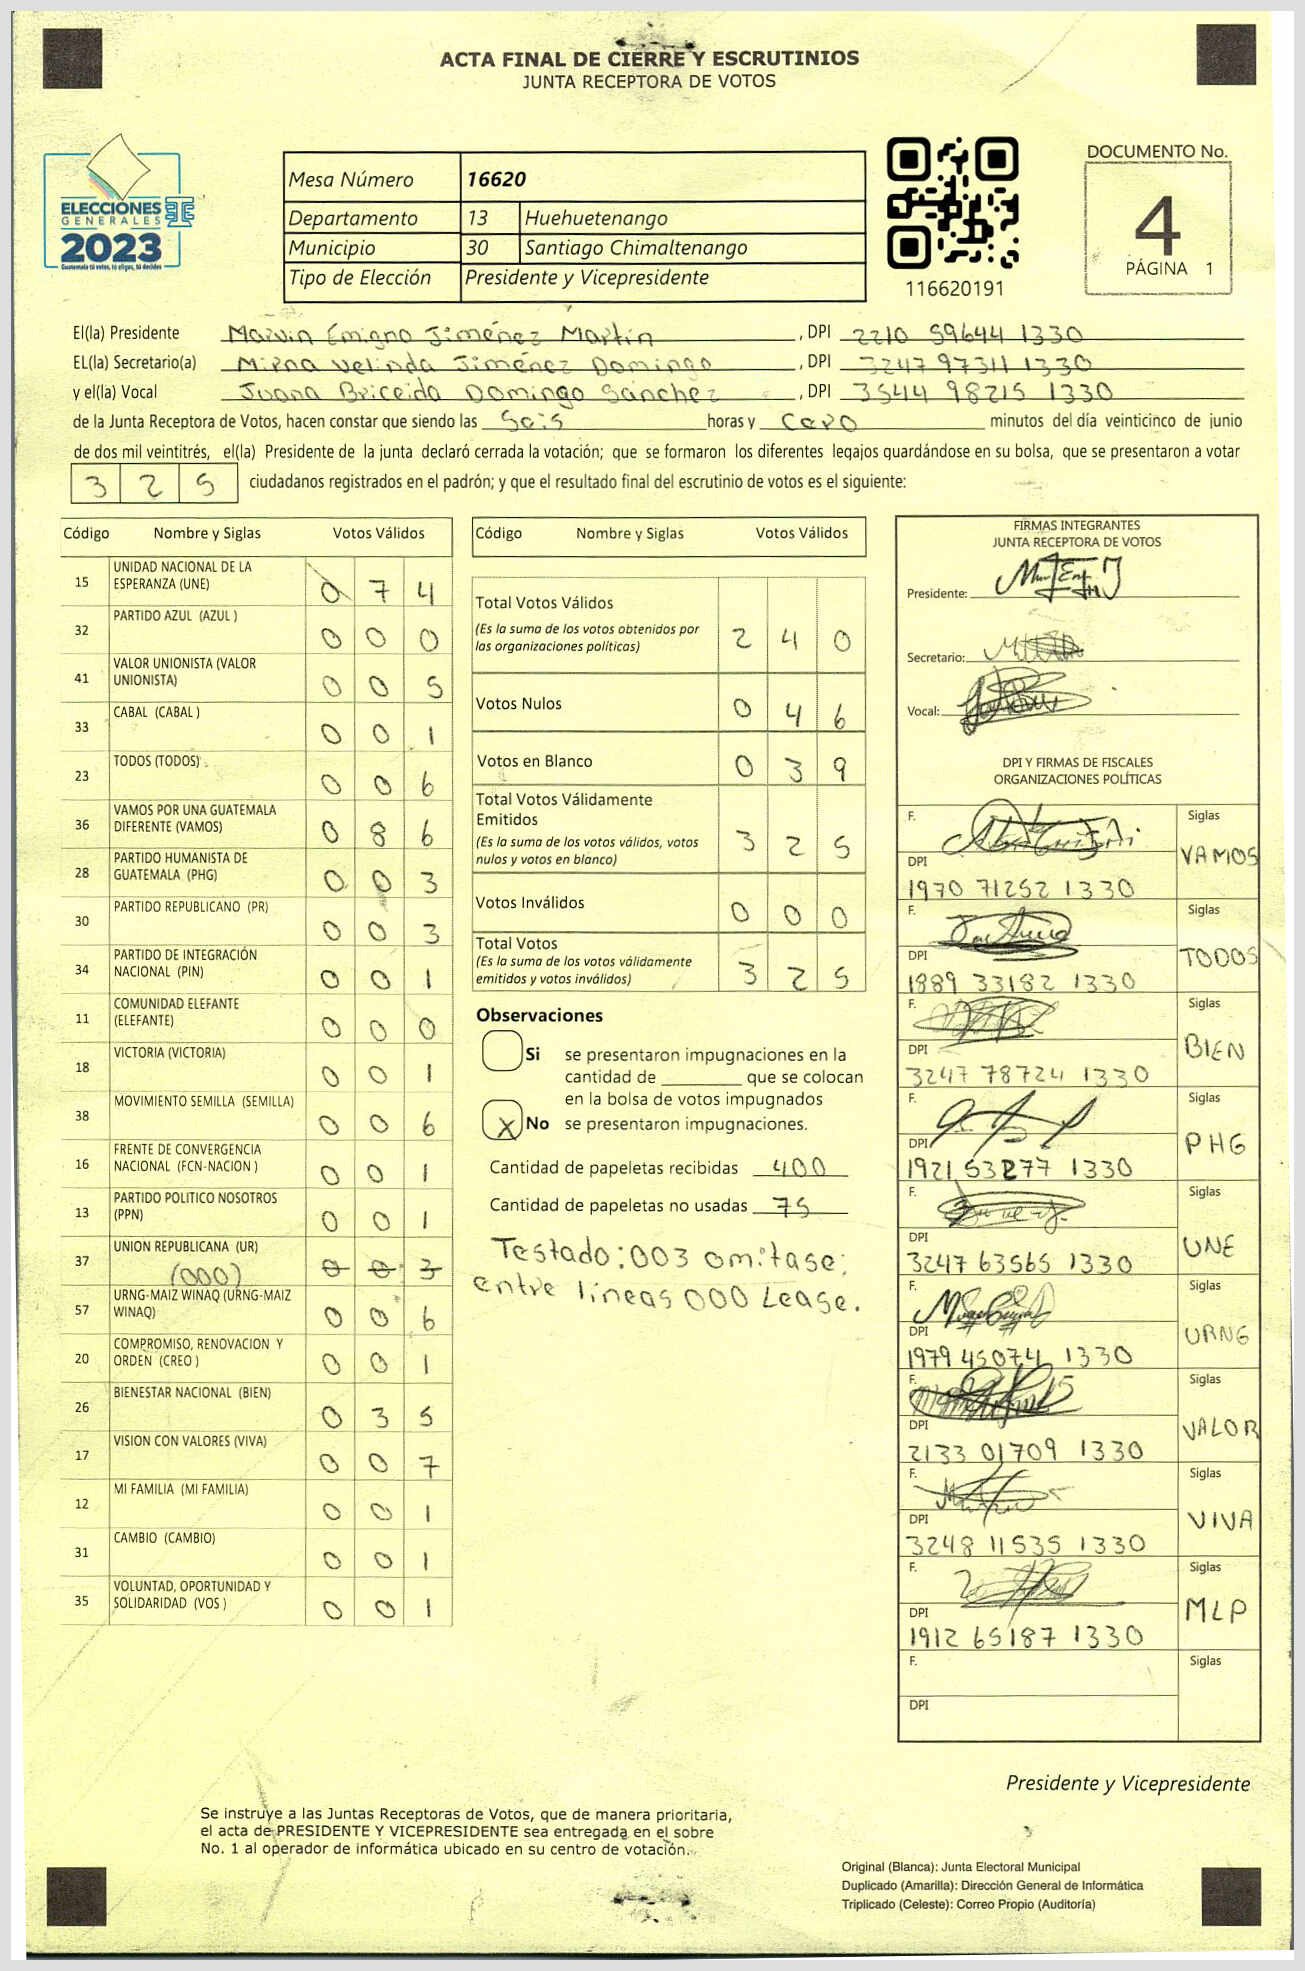 ACTA FINAL DE CIERRE Y ESCRUTINIOS
JUNTA RECEPTORA DE VOTOS
ELECCIONES
GENERALES
2023
Guatemala tú votas, tú eliges, tú decides
Mesa Número 16620
Departamento 13 Huehuetenango
Municipio 30 Santiago Chimaltenango
Tipo de Elección Presidente y Vicepresidente
116620191
DOCUMENTO No.
4
PÁGINA 1
El(la) Presidente Marvin Jiménez Martín , DPI 2210 59644 1330
EL(la) Secretario(a) Mirna Velinda Jiménez Domingo , DPI 3247 97311 1330
y el(la) Vocal Juana Briceida Domingo Sánchez , DPI 3544 98215 1330
de la Junta Receptora de Votos, hacen constar que siendo las Seis horas y Cero minutos del día veinticinco de junio
de dos mil veintitrés, el(la) Presidente de la junta declaró cerrada la votación; que se formaron los diferentes legajos guardándose en su bolsa, que se presentaron a votar
3 2 5 ciudadanos registrados en el padrón; y que el resultado final del escrutinio de votos es el siguiente:
Código Nombre y Siglas Votos Válidos
15 UNIDAD NACIONAL DE LA
ESPERANZA (UNE) 0 7 4
32 PARTIDO AZUL (AZUL ) 0 0 0
41 VALOR UNIONISTA (VALOR
UNIONISTA) 0 0 5
33 CABAL (CABAL ) 0 0 1
23 TODOS (TODOS) 0 0 6
36 VAMOS POR UNA GUATEMALA
DIFERENTE (VAMOS) 0 8 6
28 PARTIDO HUMANISTA DE
GUATEMALA (PHG) 0 0 3
30 PARTIDO REPUBLICANO (PR) 0 0 3
34 PARTIDO DE INTEGRACIÓN
NACIONAL (PIN) 0 0 1
11 COMUNIDAD ELEFANTE
(ELEFANTE) 0 0 0
18 VICTORIA (VICTORIA) 0 0 1
38 MOVIMIENTO SEMILLA (SEMILLA) 0 0 6
16 FRENTE DE CONVERGENCIA
NACIONAL (FCN-NACION ) 0 0 1
13 PARTIDO POLITICO NOSOTROS
(PPN) 0 0 1
37 UNION REPUBLICANA (UR) 0 0 3
(000)
57 URNG-MAIZ WINAQ (URNG-MAIZ
WINAQ) 0 0 6
20 COMPROMISO, RENOVACION Y
ORDEN (CREO ) 0 0 1
26 BIENESTAR NACIONAL (BIEN) 0 3 5
17 VISION CON VALORES (VIVA) 0 0 7
12 MI FAMILIA (MI FAMILIA) 0 0 1
31 CAMBIO (CAMBIO) 0 0 1
35 VOLUNTAD, OPORTUNIDAD Y
SOLIDARIDAD (VOS ) 0 0 1
Código Nombre y Siglas Votos Válidos
Total Votos Válidos
(Es la suma de los votos obtenidos por
las organizaciones políticas) 2 4 0
Votos Nulos 0 4 6
Votos en Blanco 0 3 9
Total Votos Válidamente
Emitidos
(Es la suma de los votos válidos, votos
nulos y votos en blanco) 3 2 5
Votos Inválidos 0 0 0
Total Votos
(Es la suma de los votos válidamente
emitidos y votos inválidos) 3 2 5
Observaciones
Si se presentaron impugnaciones en la
cantidad de ________ que se colocan
en la bolsa de votos impugnados
X No se presentaron impugnaciones.
Cantidad de papeletas recibidas 400
Cantidad de papeletas no usadas 75
Testado:003 omitase;
entre líneas 000 Lease.
FIRMAS INTEGRANTES
JUNTA RECEPTORA DE VOTOS
Presidente:
Secretario:
Vocal:
DPI Y FIRMAS DE FISCALES
ORGANIZACIONES POLÍTICAS
F. Siglas
VAMOS
DPI
1970 71252 1330
F. Siglas
TODOS
DPI
1889 33182 1330
F. Siglas
BIEN
DPI
3247 78724 1330
F. Siglas
PHG
DPI
1921 53277 1330
F. Siglas
UNE
DPI
3247 63565 1330
F. Siglas
URNG
DPI
1979 45074 1330
F. Siglas
VALOR
DPI
2133 01709 1330
F. Siglas
VIVA
DPI
3248 11535 1330
F. Siglas
MLP
DPI
1912 65187 1330
F. Siglas
DPI
Presidente y Vicepresidente
Se instruye a las Juntas Receptoras de Votos, que de manera prioritaria,
el acta de PRESIDENTE Y VICEPRESIDENTE sea entregada en el sobre
No. 1 al operador de informática ubicado en su centro de votación.
Original (Blanca): Junta Electoral Municipal
Duplicado (Amarilla): Dirección General de Informática
Triplicado (Celeste): Correo Propio (Auditoría)